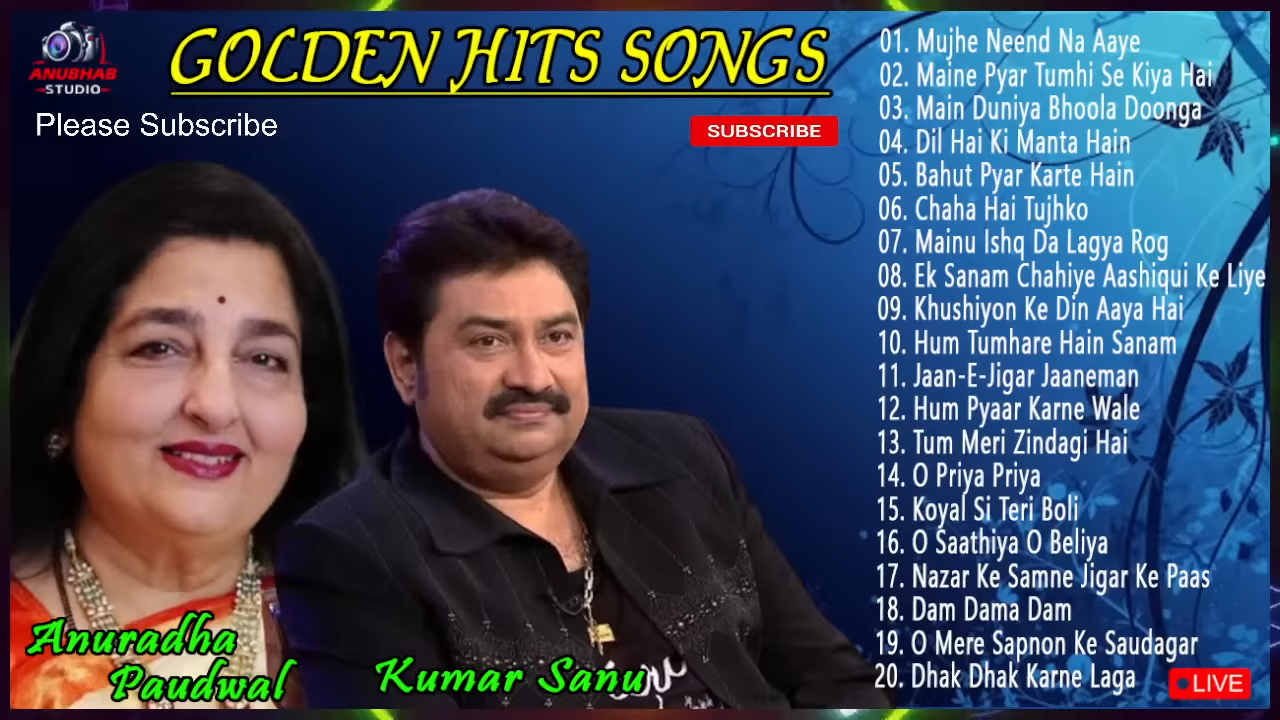 ANUBHAB
STUDIO
GOLDEN HITS SONGS
Please Subscribe
SUBSCRIBE
01. Mujhe Neend Na Aaye
02. Maine Pyar Tumhi Se Kiya Hai
03. Main Duniya Bhoola Doonga
04. Dil Hai Ki Manta Hain
05. Bahut Pyar Karte Hain
06. Chaha Hai Tujhko
07. Mainu Ishq Da Lagya Rog
08. Ek Sanam Chahiye Aashiqui Ke Liye
09. Khushiyon Ke Din Aaya Hai
10. Hum Tumhare Hain Sanam
11. Jaan-E-Jigar Jaaneman
12. Hum Pyaar Karne Wale
13. Tum Meri Zindagi Hai
14. O Priya Priya
15. Koyal Si Teri Boli
16. O Saathiya O Beliya
17. Nazar Ke Samne Jigar Ke Paas
18. Dam Dama Dam
19. O Mere Sapnon Ke Saudagar
20. Dhak Dhak Karne Laga
Anuradha
Paudwal
Kumar Sanu
LIVE